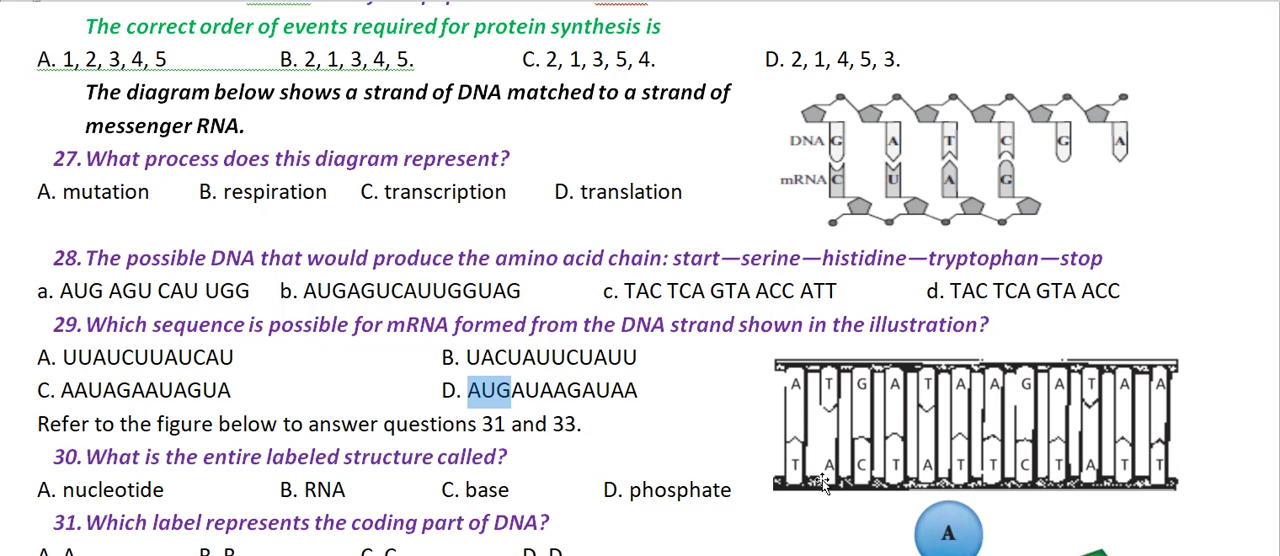 The correct order of events required for protein synthesis is
A. 1, 2, 3, 4, 5 B. 2, 1, 3, 4, 5. C. 2, 1, 3, 5, 4. D. 2, 1, 4, 5, 3.
The diagram below shows a strand of DNA matched to a strand of
messenger RNA.
DNA G A T C G A
27. What process does this diagram represent?
mRNA C U A G
A. mutation B. respiration C. transcription D. translation
28. The possible DNA that would produce the amino acid chain: start—serine—histidine—tryptophan—stop
a. AUG AGU CAU UGG b. AUGAGUCAUUGGUAG c. TAC TCA GTA ACC ATT d. TAC TCA GTA ACC
29. Which sequence is possible for mRNA formed from the DNA strand shown in the illustration?
A. UUAUCUUAUCAU B. UACUAUUCUAUU
C. AAUAGAAUAGUA D. AUGAUAAGAUAA
A T G A T A A G A T A A
Refer to the figure below to answer questions 31 and 33.
30. What is the entire labeled structure called?
T A C T A T T C T A T T
A. nucleotide B. RNA C. base D. phosphate
31. Which label represents the coding part of DNA?
A